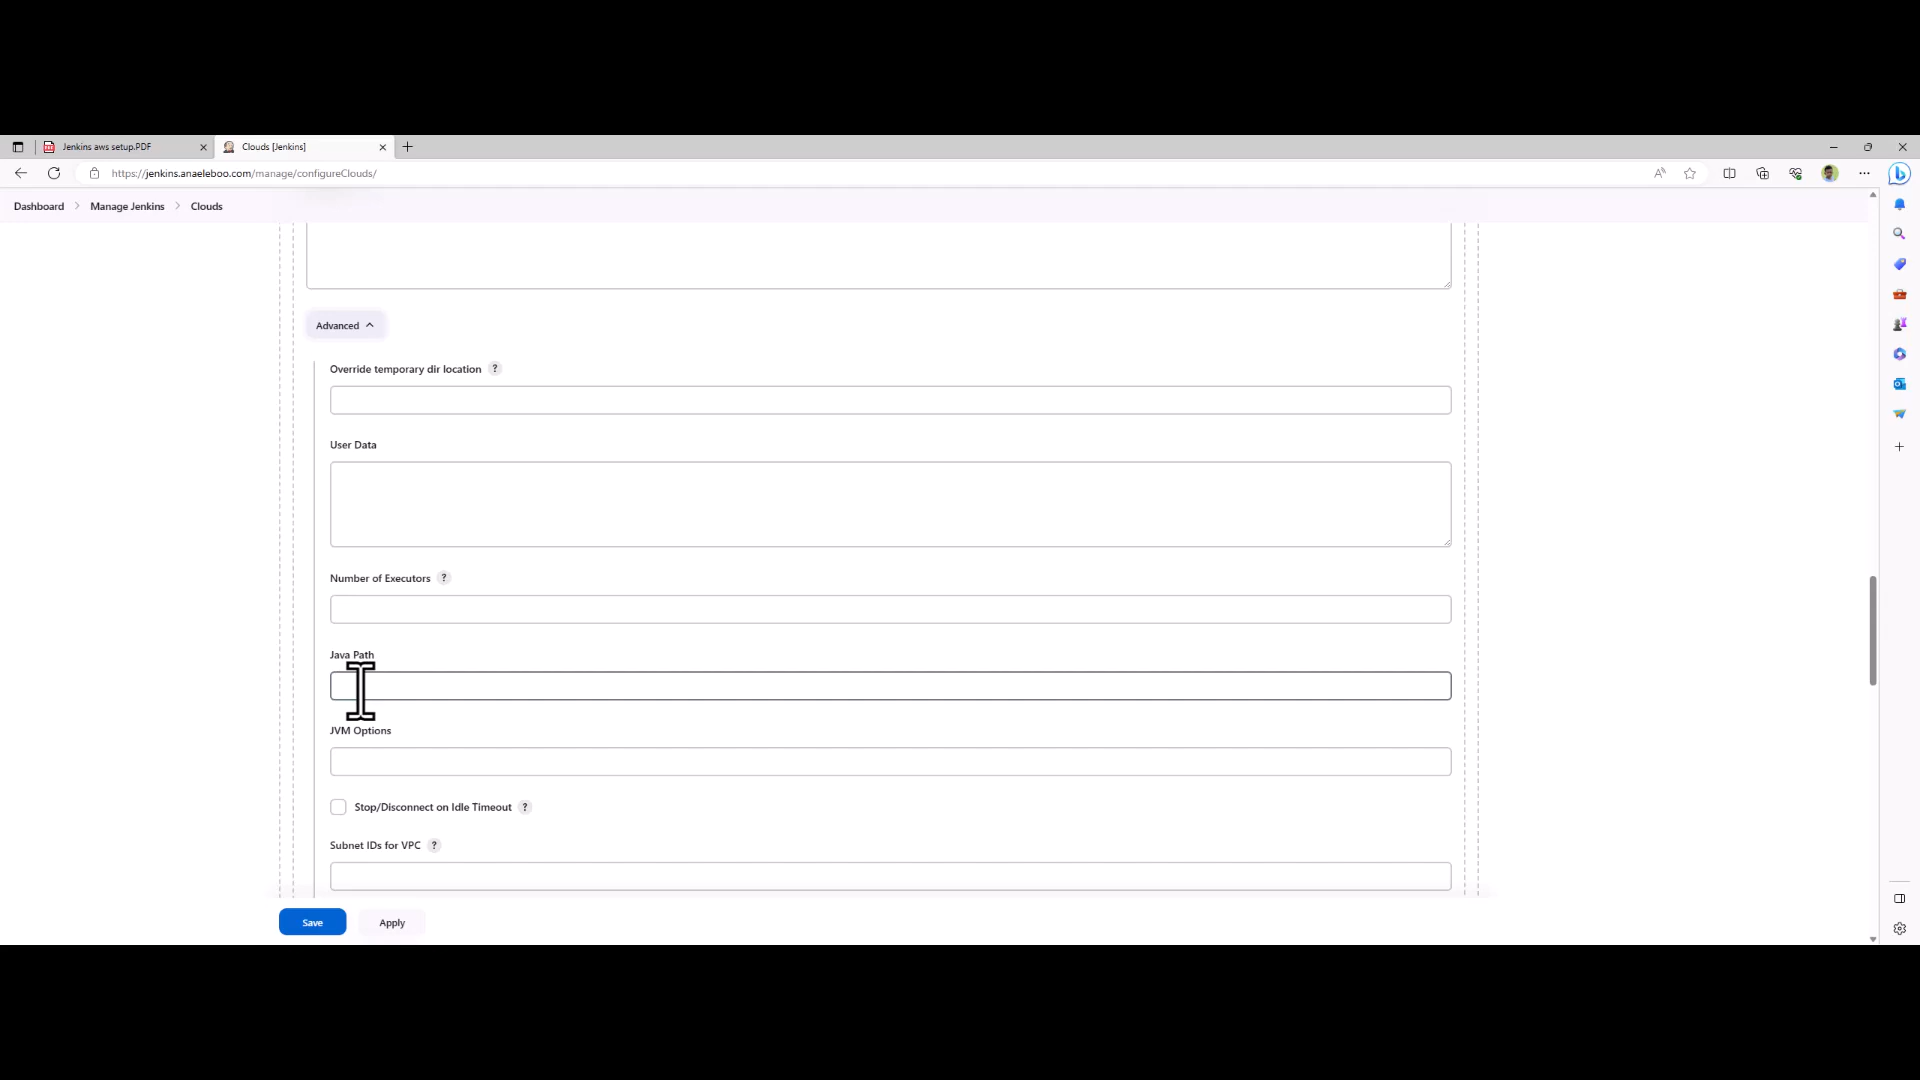 Jenkins aws setup.PDF
Clouds [Jenkins]
https://jenkins.anaeleboo.com/manage/configureClouds/
Dashboard > Manage Jenkins > Clouds
Advanced
Override temporary dir location ?
User Data
Number of Executors ?
Java Path
JVM Options
Stop/Disconnect on Idle Timeout ?
Subnet IDs for VPC ?
Save Apply